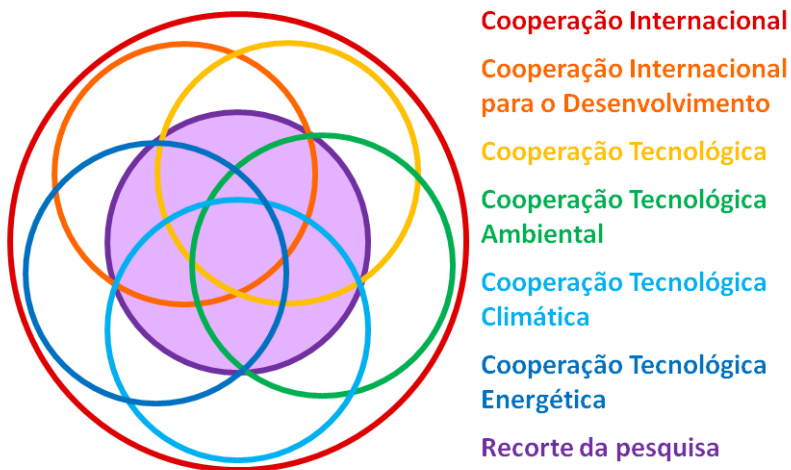 Cooperação Internacional
Cooperação Internacional
para o Desenvolvimento
Cooperação Tecnológica
Cooperação Tecnológica
Ambiental
Cooperação Tecnológica
Climática
Cooperação Tecnológica
Energética
Recorte da pesquisa